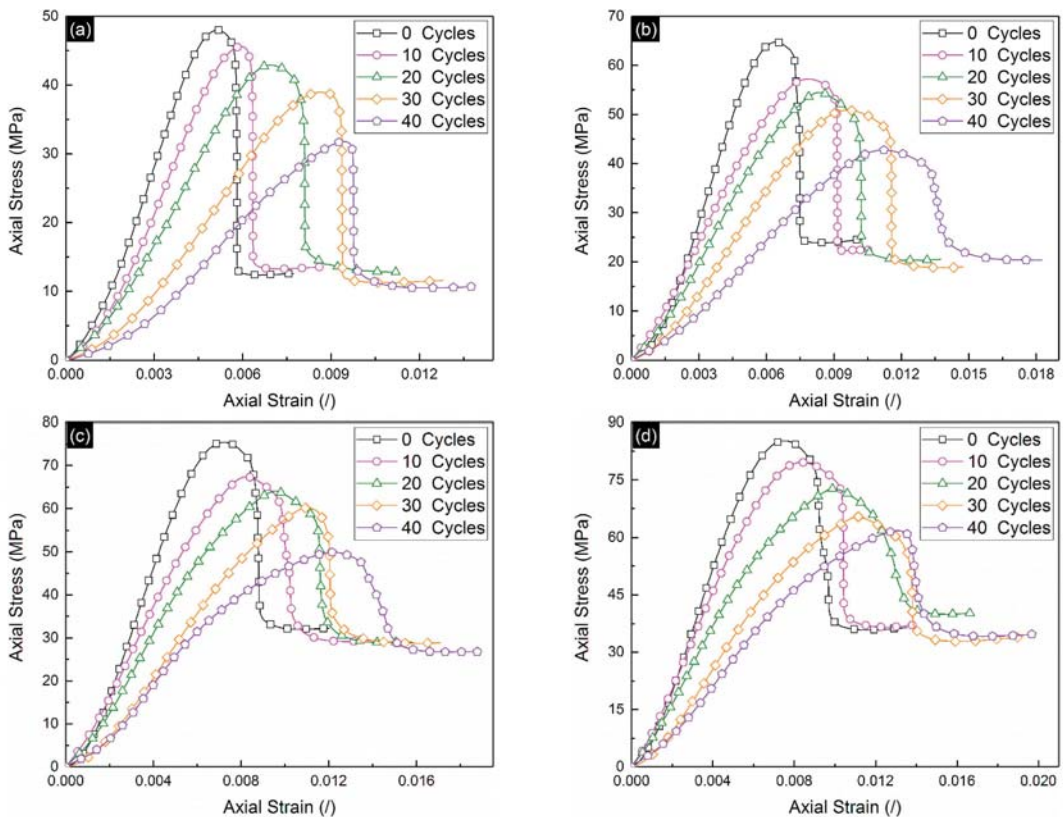 (a)
0 Cycles
10 Cycles
20 Cycles
30 Cycles
40 Cycles
50
40
30
20
10
0
Axial Stress (MPa)
0.000 0.003 0.006 0.009 0.012
Axial Strain (/)
(b)
0 Cycles
10 Cycles
20 Cycles
30 Cycles
40 Cycles
70
60
50
40
30
20
10
0
Axial Stress (MPa)
0.000 0.003 0.006 0.009 0.012 0.015 0.018
Axial Strain (/)
(c)
0 Cycles
10 Cycles
20 Cycles
30 Cycles
40 Cycles
80
70
60
50
40
30
20
10
0
Axial Stress (MPa)
0.000 0.004 0.008 0.012 0.016
Axial Strain (/)
(d)
0 Cycles
10 Cycles
20 Cycles
30 Cycles
40 Cycles
90
75
60
45
30
15
0
Axial Stress (MPa)
0.000 0.004 0.008 0.012 0.016 0.020
Axial Strain (/)